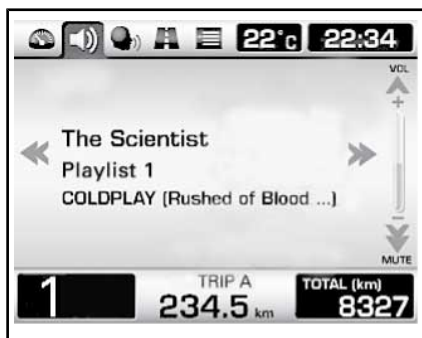 22°C 22:34
VOL
+
The Scientist
Playlist 1
COLDPLAY (Rushed of Blood ...)
-
MUTE
1
TRIP A
234.5 km
TOTAL (km)
8327